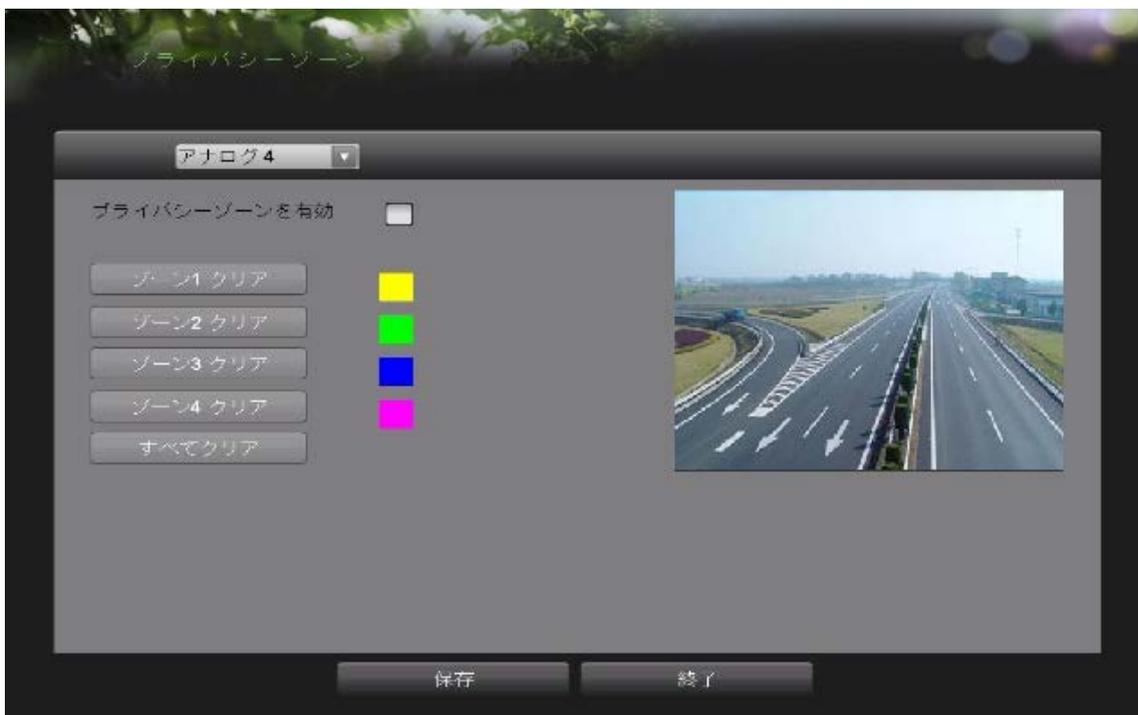 プライバシーゾーン
アナログ 4
プライバシーゾーンを有効
ゾーン1 クリア
ゾーン2 クリア
ゾーン3 クリア
ゾーン4 クリア
すべてクリア
保存
終了